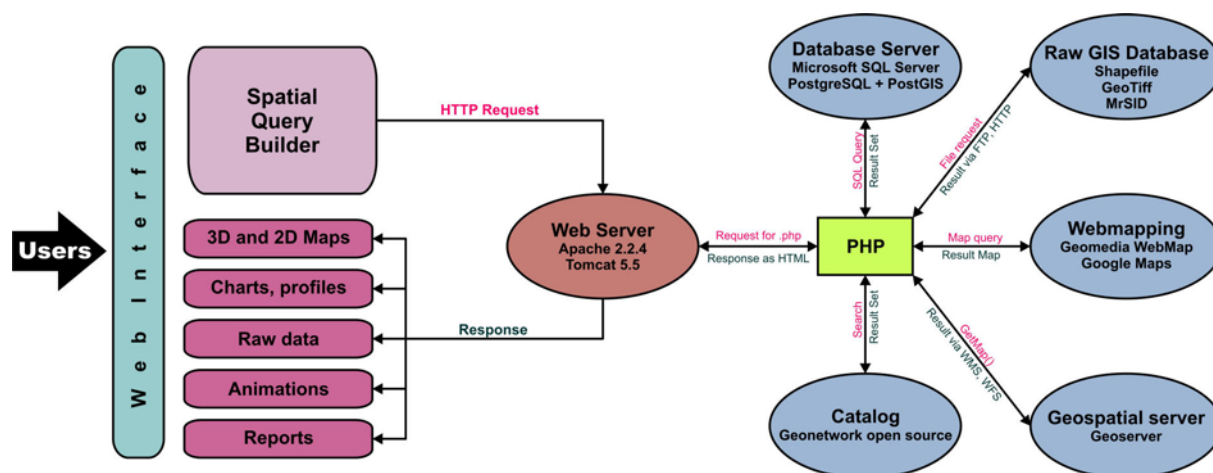 Users
Web Interface
Spatial
Query
Builder
HTTP Request
3D and 2D Maps
Charts, profiles
Raw data
Animations
Reports
Response
Web Server
Apache 2.2.4
Tomcat 5.5
Request for .php
Response as HTML
PHP
Database Server
Microsoft SQL Server
PostgreSQL + PostGIS
SQL Query
Result Set
Raw GIS Database
Shapefile
GeoTiff
MrSID
File request
Result via FTP, HTTP
Map query
Result Map
Webmapping
Geomedia WebMap
Google Maps
Search
Result Set
Catalog
Geonetwork open source
GetMap()
Result via WMS, WFS
Geospatial server
Geoserver